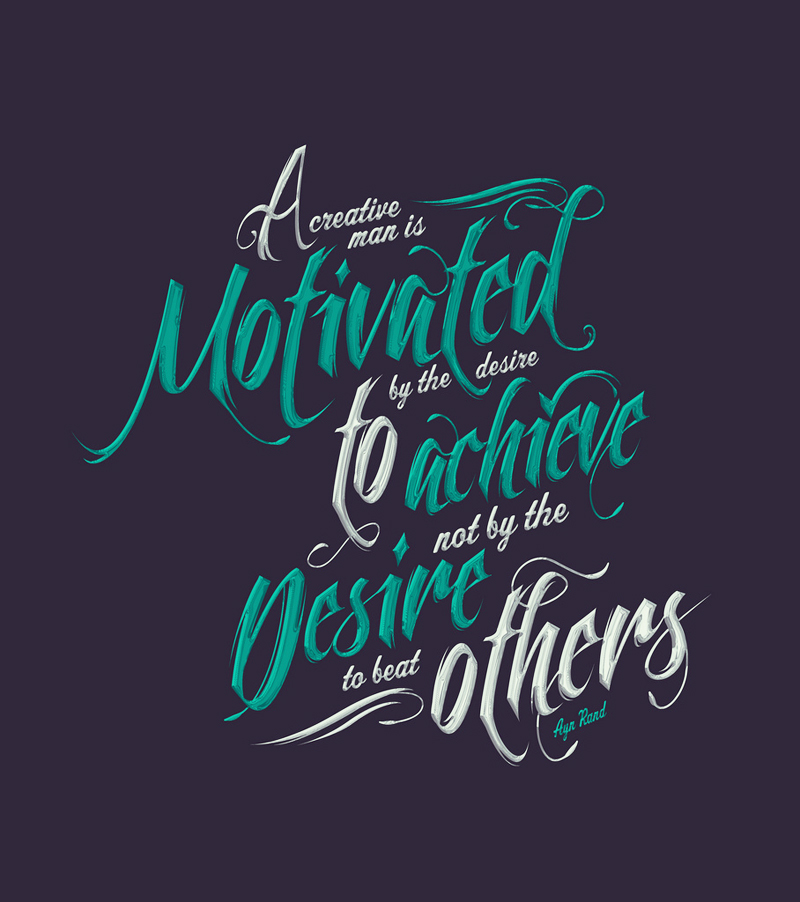 A creative
man is
Motivated
by the desire
to achieve
not by the
Desire
to beat others
Ayn Rand